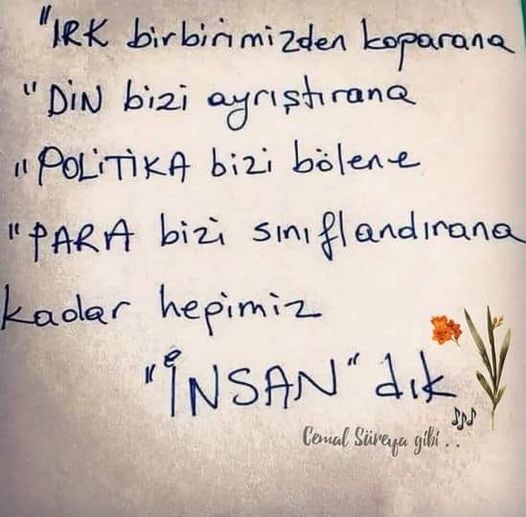 "IRK birbirimizden koparana
"DİN bizi ayrıştırana
"POLİTİKA bizi bölene
"PARA bizi sınıflandırana
kadar hepimiz
"İNSAN" dık
Cemal Süreya gibi . .